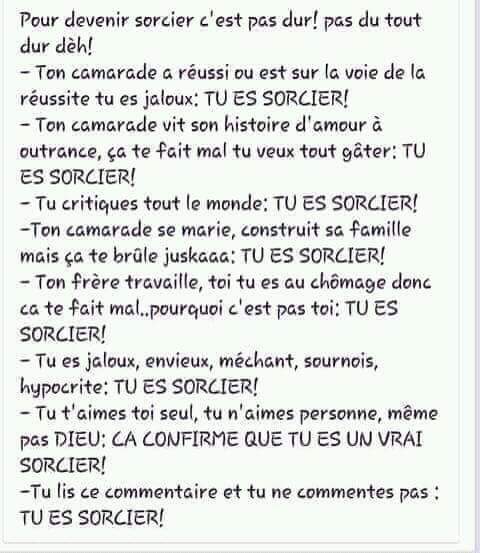 Pour devenir sorcier c'est pas dur! pas du tout
dur dèh!
- Ton camarade a réussi ou est sur la voie de la
réussite tu es jaloux: TU ES SORCIER!
- Ton camarade vit son histoire d'amour à
outrance, ça te fait mal tu veux tout gâter: TU
ES SORCIER!
- Tu critiques tout le monde: TU ES SORCIER!
-Ton camarade se marie, construit sa famille
mais ça te brûle juskaaa: TU ES SORCIER!
- Ton frère travaille, toi tu es au chômage donc
ca te fait mal..pourquoi c'est pas toi: TU ES
SORCIER!
- Tu es jaloux, envieux, méchant, sournois,
hypocrite: TU ES SORCIER!
- Tu t'aimes toi seul, tu n'aimes personne, même
pas DIEU: CA CONFIRME QUE TU ES UN VRAI
SORCIER!
-Tu lis ce commentaire et tu ne commentes pas :
TU ES SORCIER!